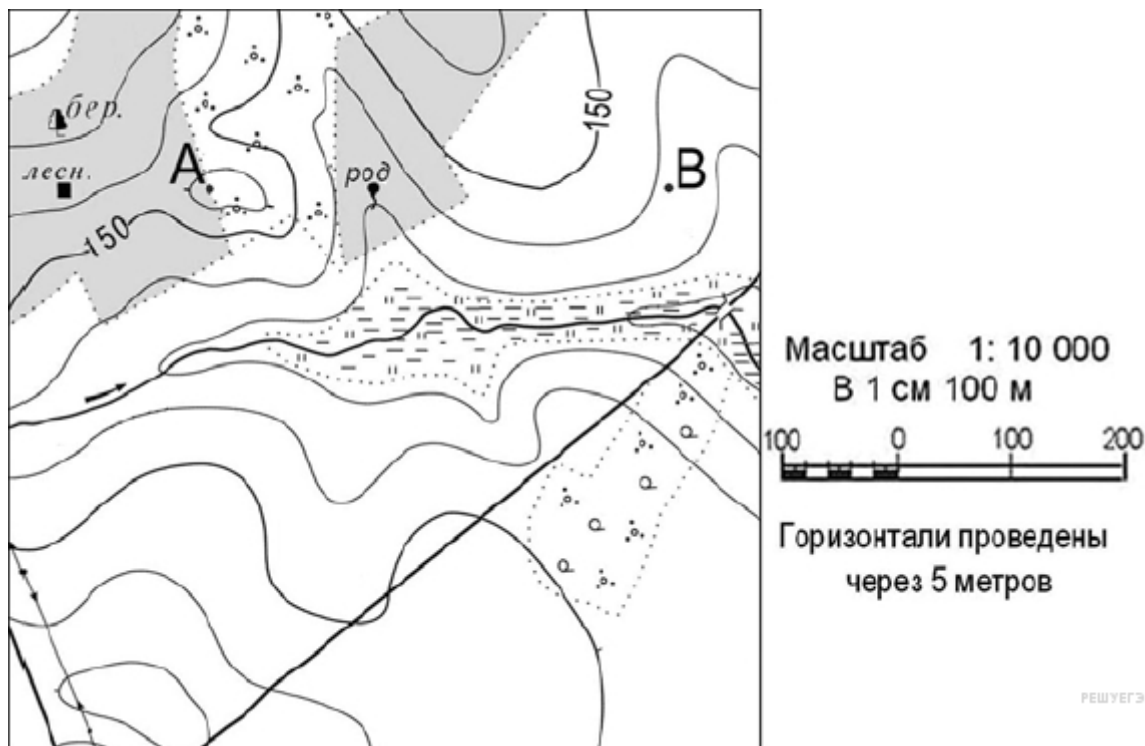 150
бер.
лесн.
А
род
В
150
Масштаб 1: 10 000
В 1 см 100 м
100 0 100 200
Горизонтали проведены
через 5 метров
РЕШУЕГЭ